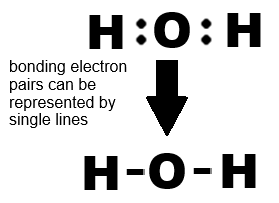 H:O:H
bonding electron
pairs can be
represented by
single lines
H-O-H